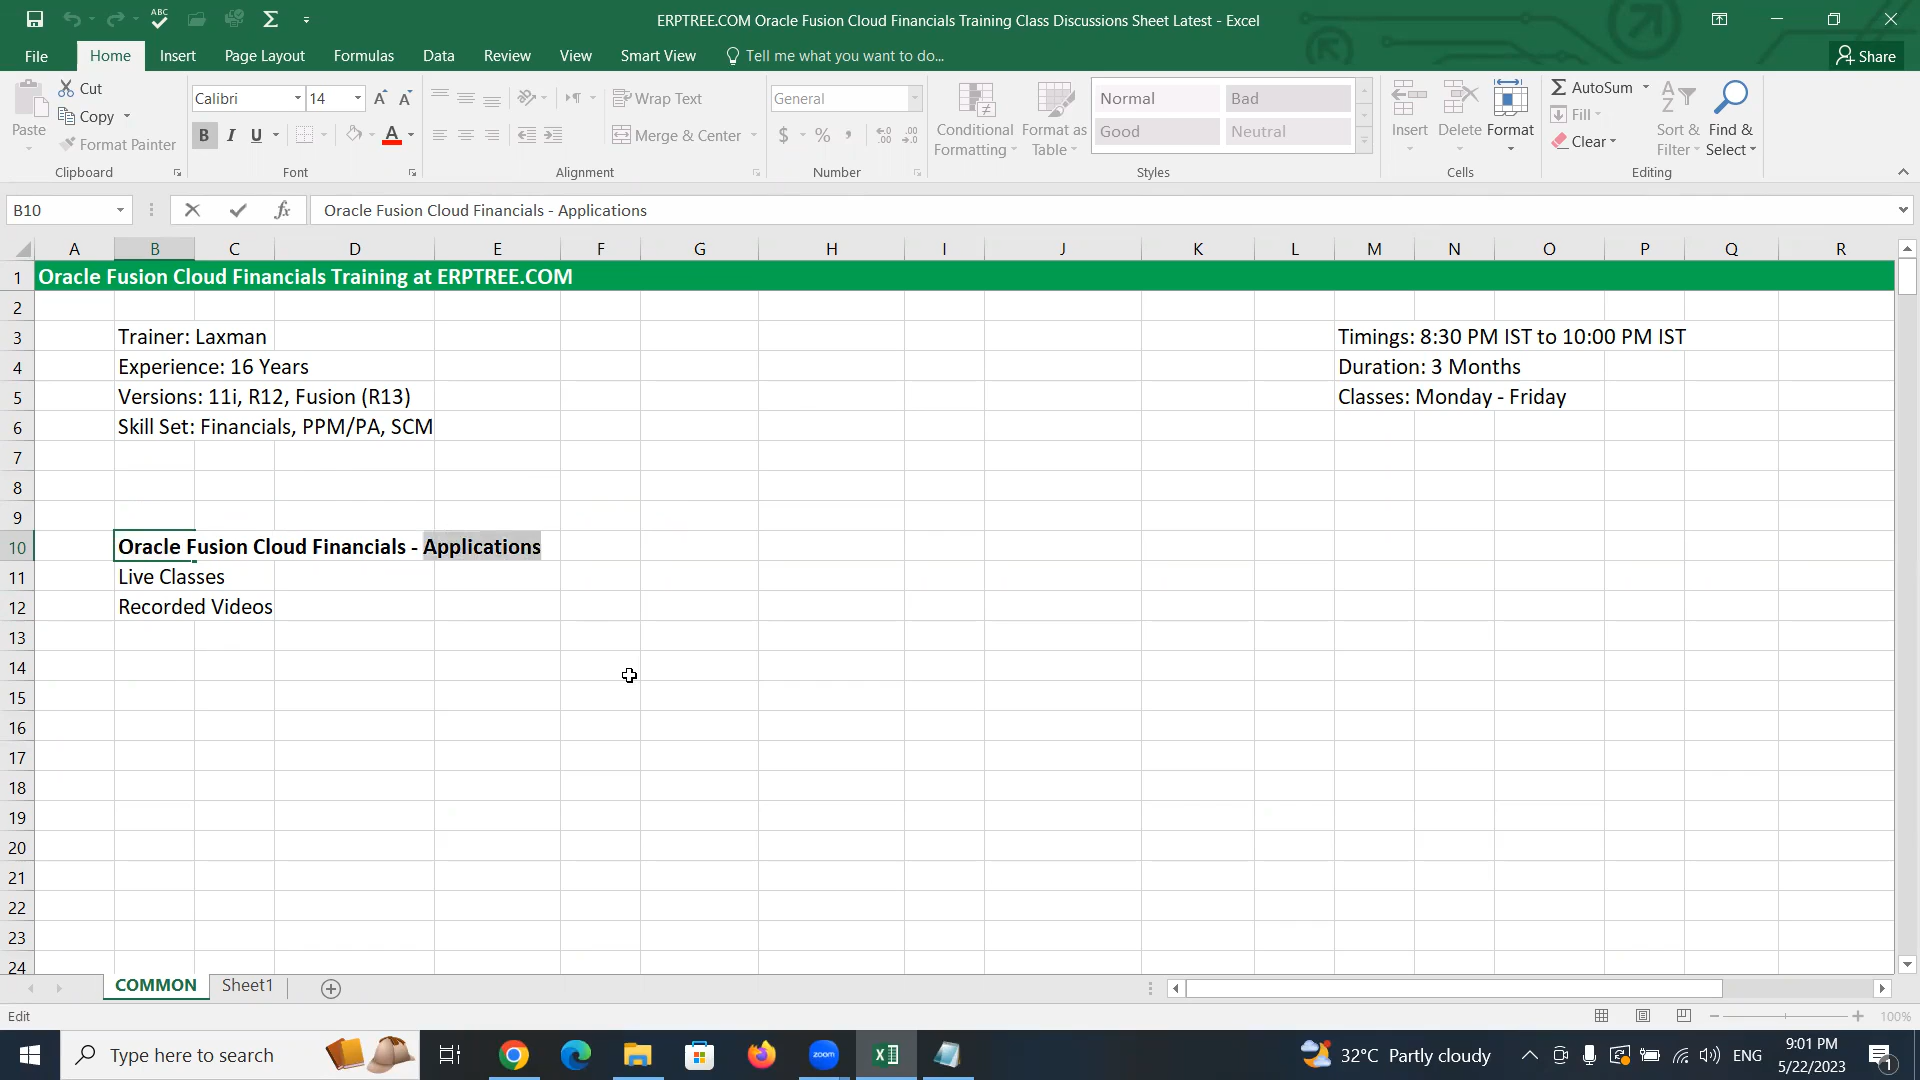 ABC
ERPTREE.COM Oracle Fusion Cloud Financials Training Class Discussions Sheet Latest - Excel
File Home Insert Page Layout Formulas Data Review View Smart View Tell me what you want to do... Share
Paste Cut Copy Format Painter
Calibri 14 A A B I U A
Wrap Text
Merge & Center
General
$ % ,
Conditional Formatting Format as Table
Normal Bad
Good Neutral
Insert Delete Format
AutoSum
Fill
Clear
Sort & Filter Find & Select
Clipboard Font Alignment Number Styles Cells Editing
B10 fx Oracle Fusion Cloud Financials - Applications
A B C D E F G H I J K L M N O P Q R
1 Oracle Fusion Cloud Financials Training at ERPTREE.COM
2
3 Trainer: Laxman Timings: 8:30 PM IST to 10:00 PM IST
4 Experience: 16 Years Duration: 3 Months
5 Versions: 11i, R12, Fusion (R13) Classes: Monday - Friday
6 Skill Set: Financials, PPM/PA, SCM
7
8
9
10 Oracle Fusion Cloud Financials - Applications
11 Live Classes
12 Recorded Videos
13
14
15
16
17
18
19
20
21
22
23
24
COMMON Sheet1
Edit 100%
Type here to search zoom 32°C Partly cloudy ENG 9:01 PM
5/22/2023 1